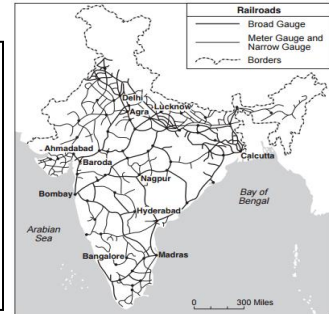 Railroads
Broad Gauge
Meter Gauge and
Narrow Gauge
Borders
Delhi
Agra
Lucknow
Ahmadabad
Baroda
Calcutta
Nagpur
Bombay
Bay of
Bengal
Hyderabad
Arabian
Sea
Bangalore
Madras
0 300 Miles